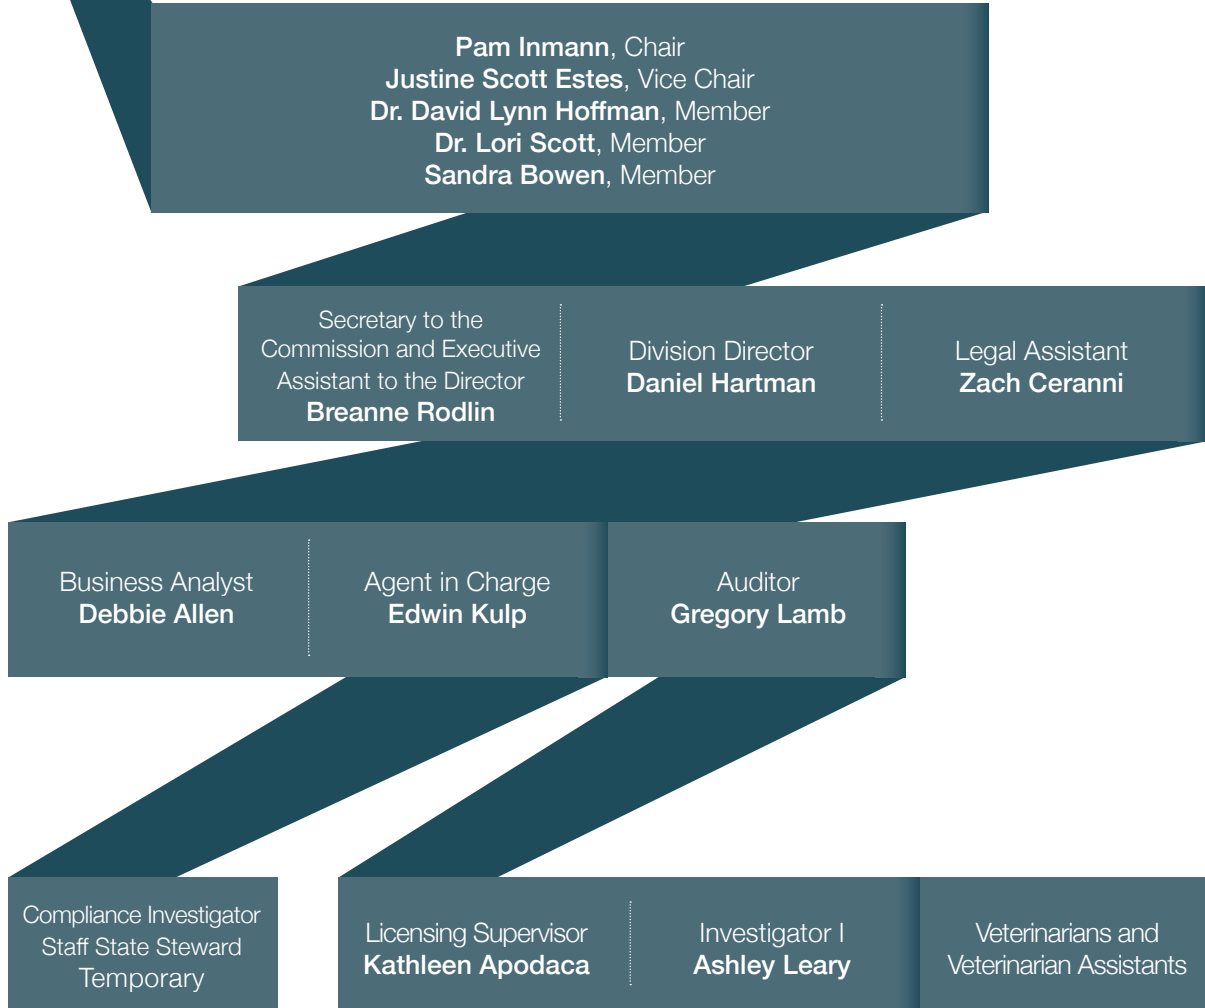 Pam Inmann, Chair
Justine Scott Estes, Vice Chair
Dr. David Lynn Hoffman, Member
Dr. Lori Scott, Member
Sandra Bowen, Member
Secretary to the
Commission and Executive
Assistant to the Director
Breanne Rodlin
Division Director
Daniel Hartman
Legal Assistant
Zach Ceranni
Business Analyst
Debbie Allen
Agent in Charge
Edwin Kulp
Auditor
Gregory Lamb
Compliance Investigator
Staff State Steward
Temporary
Licensing Supervisor
Kathleen Apodaca
Investigator I
Ashley Leary
Veterinarians and
Veterinarian Assistants